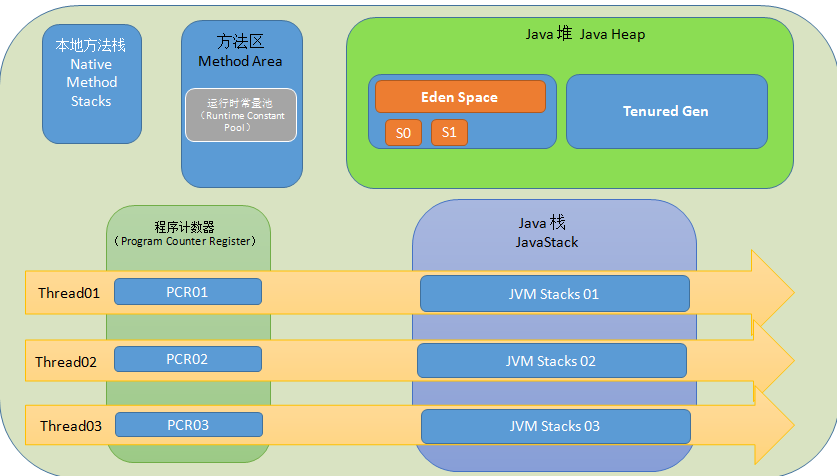 本地方法栈
Native
Method
Stacks
方法区
Method Area
运行时常量池
（Runtime Constant
Pool）
Java 堆 Java Heap
Eden Space
S0
S1
Tenured Gen
程序计数器
（Program Counter Register）
Java 栈
JavaStack
Thread01
PCR01
JVM Stacks 01
Thread02
PCR02
JVM Stacks 02
Thread03
PCR03
JVM Stacks 03